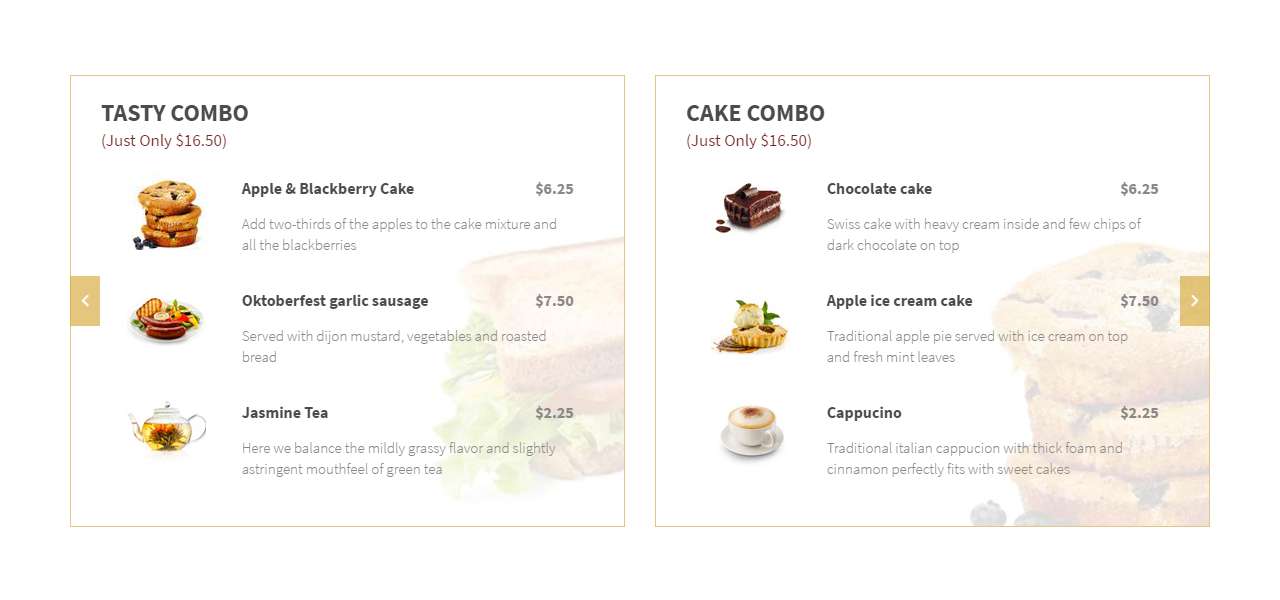 TASTY COMBO
(Just Only $16.50)
Apple & Blackberry Cake $6.25
Add two-thirds of the apples to the cake mixture and
all the blackberries
Oktoberfest garlic sausage $7.50
Served with dijon mustard, vegetables and roasted
bread
Jasmine Tea $2.25
Here we balance the mildly grassy flavor and slightly
astringent mouthfeel of green tea
CAKE COMBO
(Just Only $16.50)
Chocolate cake $6.25
Swiss cake with heavy cream inside and few chips of
dark chocolate on top
Apple ice cream cake $7.50
Traditional apple pie served with ice cream on top
and fresh mint leaves
Cappucino $2.25
Traditional italian cappucion with thick foam and
cinnamon perfectly fits with sweet cakes